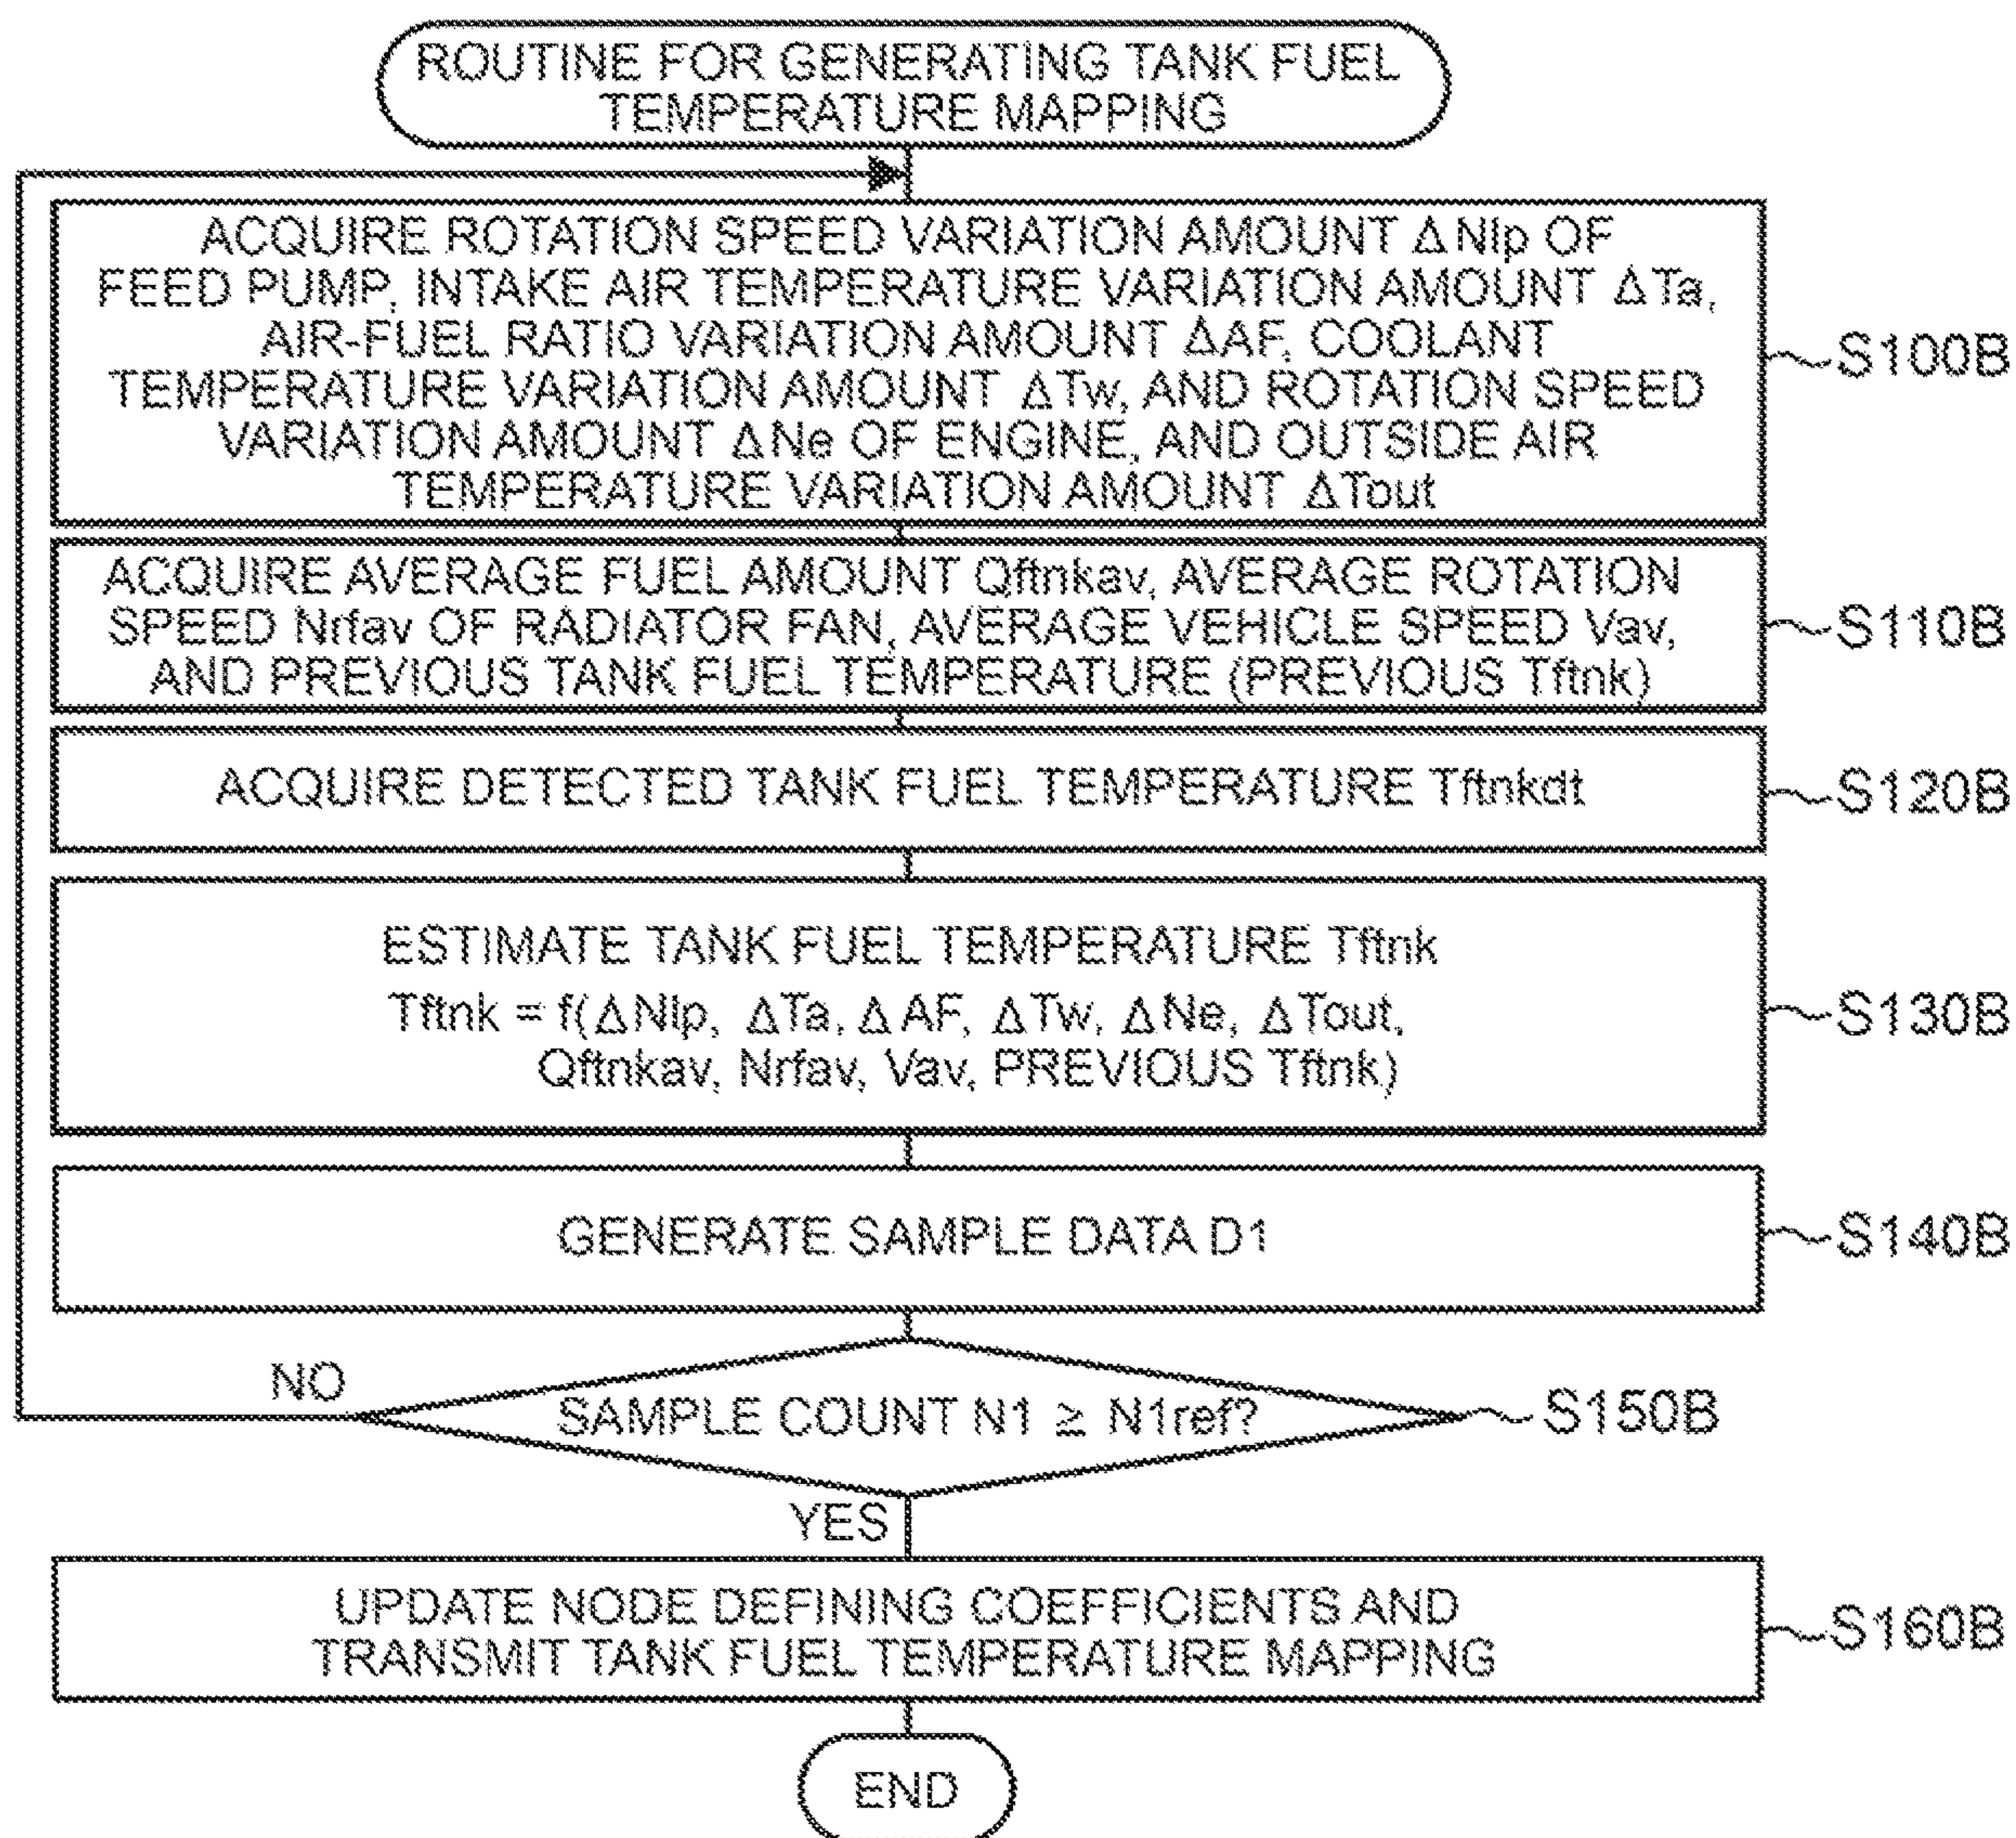 ROUTINE FOR GENERATING TANK FUEL
TEMPERATURE MAPPING
ACQUIRE ROTATION SPEED VARIATION AMOUNT ΔNlp OF
FEED PUMP, INTAKE AIR TEMPERATURE VARIATION AMOUNT ΔTa,
AIR-FUEL RATIO VARIATION AMOUNT ΔAF, COOLANT
TEMPERATURE VARIATION AMOUNT ΔTw, AND ROTATION SPEED
VARIATION AMOUNT ΔNe OF ENGINE, AND OUTSIDE AIR
TEMPERATURE VARIATION AMOUNT ΔTout
S100B
ACQUIRE AVERAGE FUEL AMOUNT Qftnkav, AVERAGE ROTATION
SPEED Nrfav OF RADIATOR FAN, AVERAGE VEHICLE SPEED Vav,
AND PREVIOUS TANK FUEL TEMPERATURE (PREVIOUS Tftnk)
S110B
ACQUIRE DETECTED TANK FUEL TEMPERATURE Tftnkdt
S120B
ESTIMATE TANK FUEL TEMPERATURE Tftnk
Tftnk = f(ΔNlp, ΔTa, ΔAF, ΔTw, ΔNe, ΔTout,
Qftnkav, Nrfav, Vav, PREVIOUS Tftnk)
S130B
GENERATE SAMPLE DATA D1
S140B
NO
SAMPLE COUNT N1 ≥ N1ref?
S150B
YES
UPDATE NODE DEFINING COEFFICIENTS AND
TRANSMIT TANK FUEL TEMPERATURE MAPPING
S160B
END